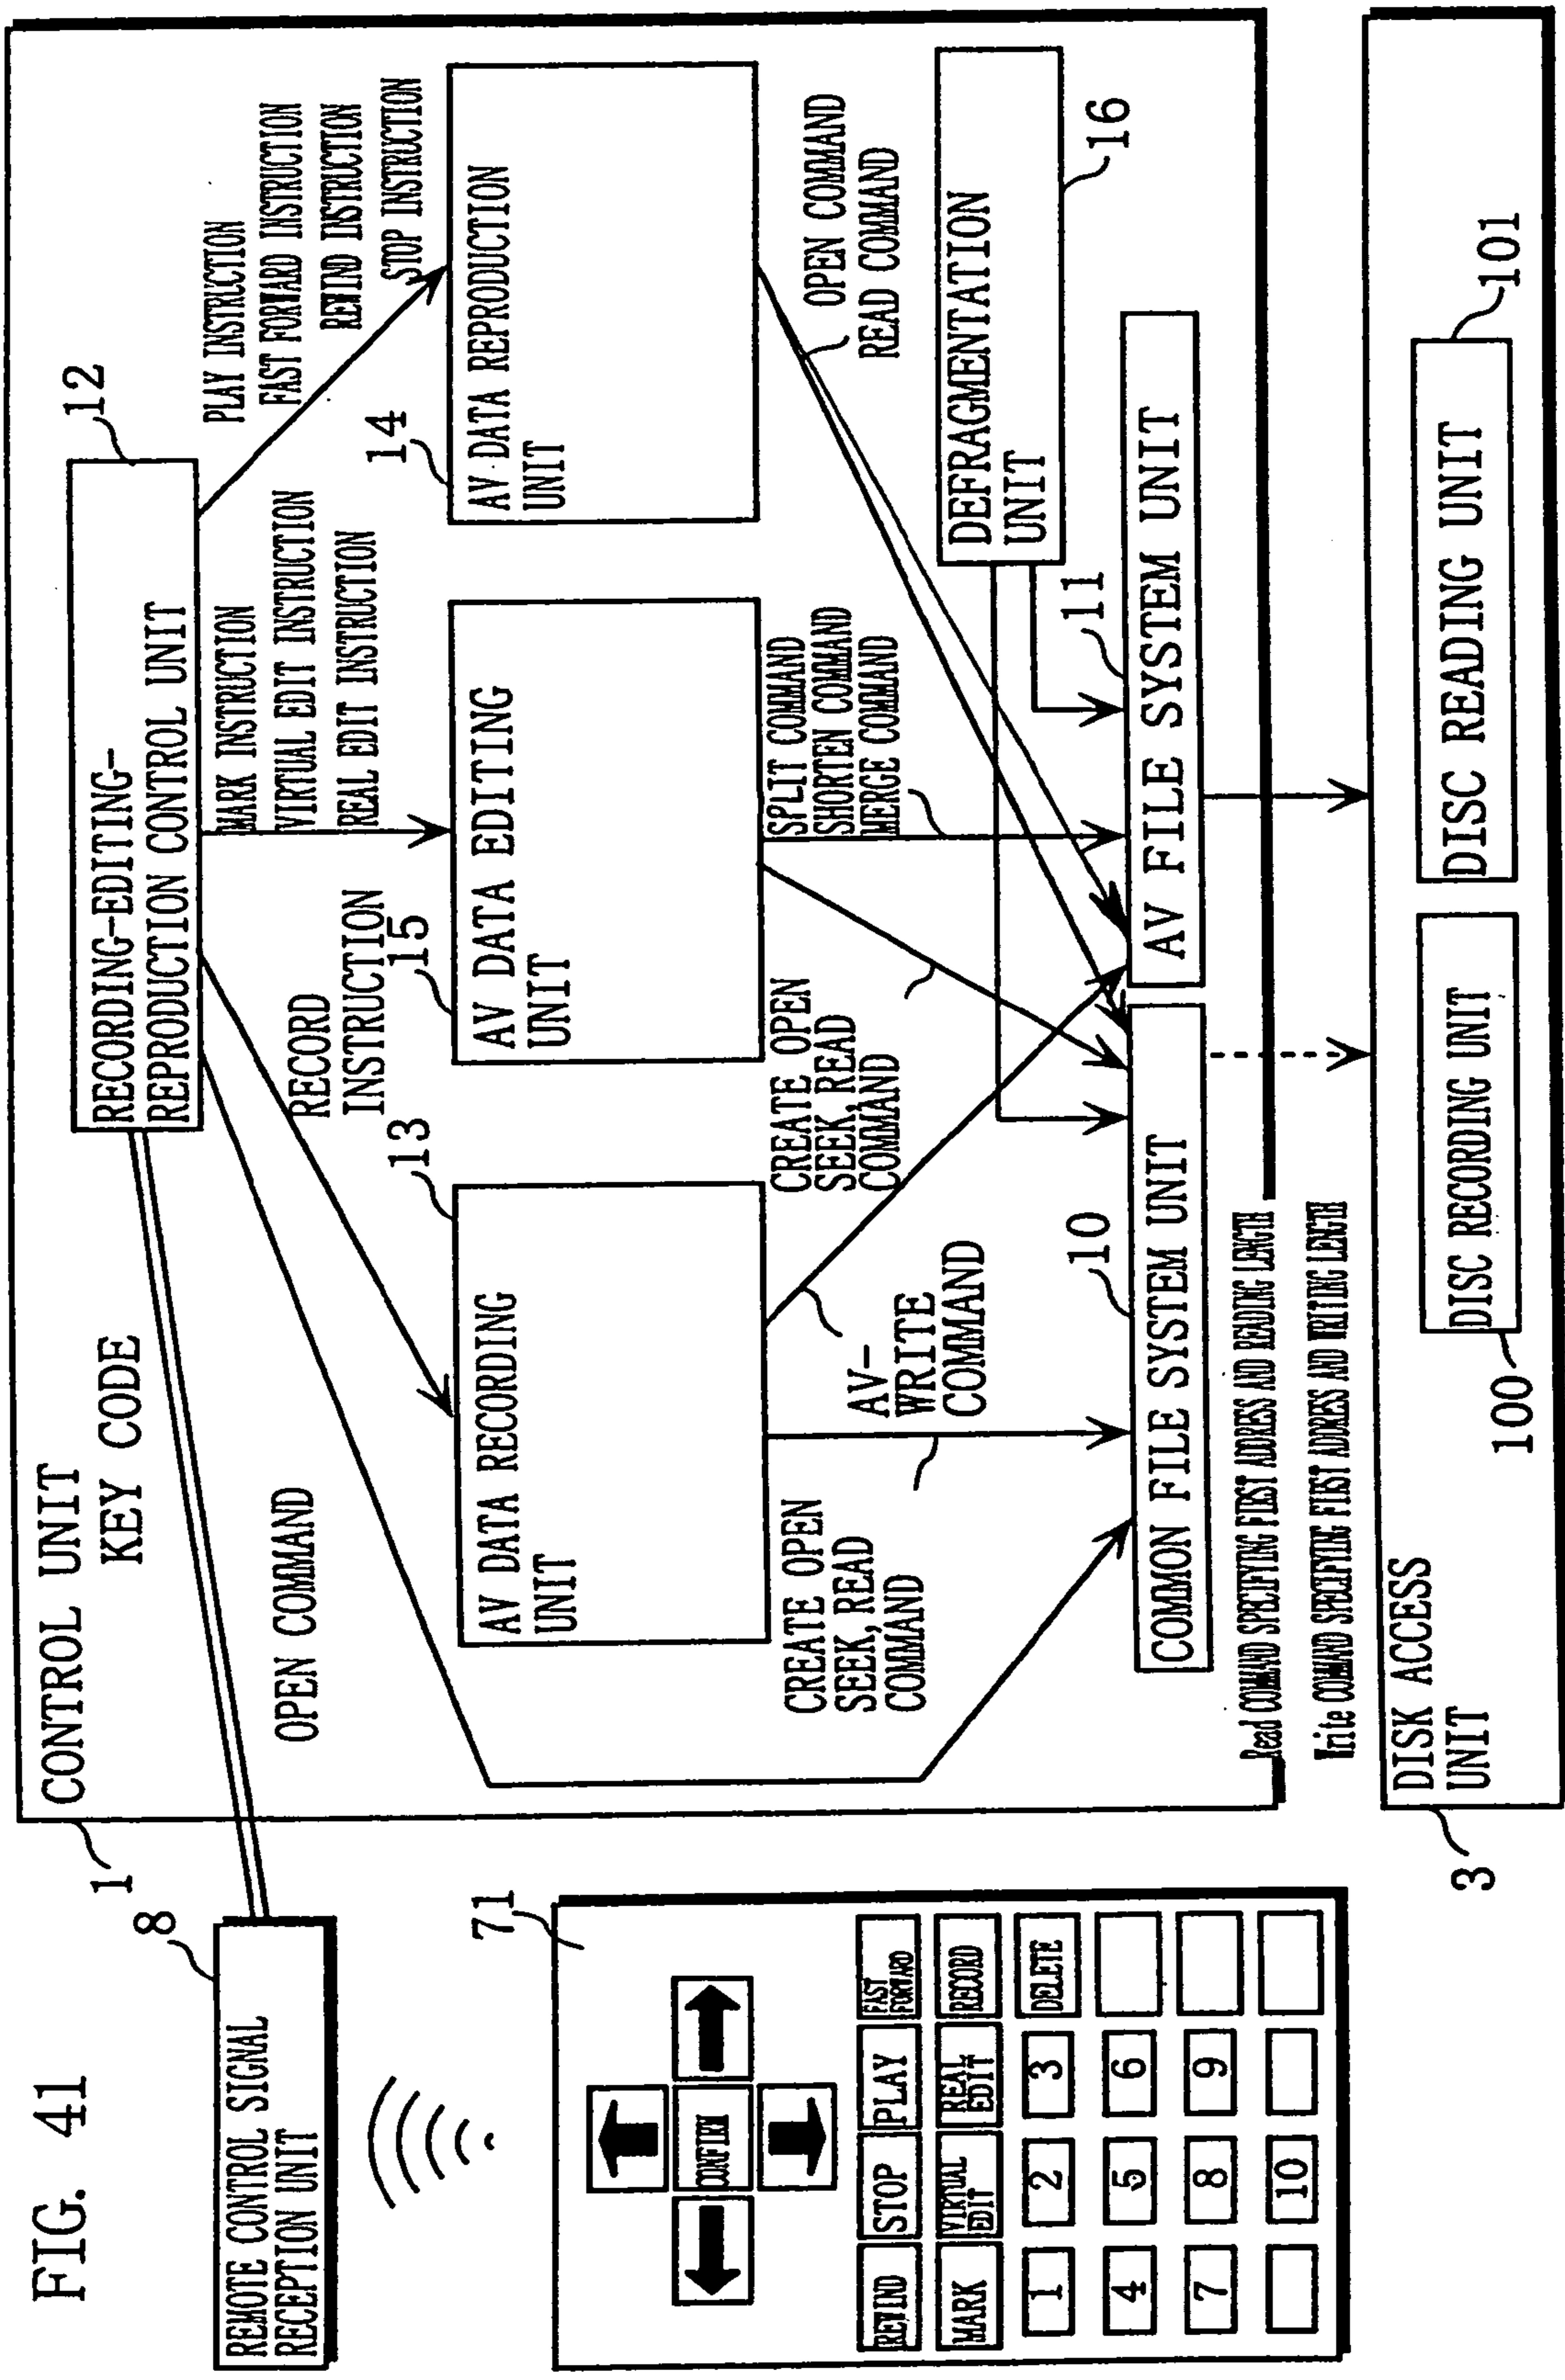 FIG. 41
REMOTE CONTROL SIGNAL
RECEPTION UNIT
8
1
CONTROL UNIT
KEY CODE
OPEN COMMAND
RECORDING-EDITING-
REPRODUCTION CONTROL UNIT
12
RECORD
INSTRUCTION
MARK INSTRUCTION
VIRTUAL EDIT INSTRUCTION
REAL EDIT INSTRUCTION
PLAY INSTRUCTION
FAST FORWARD INSTRUCTION
REWIND INSTRUCTION
STOP INSTRUCTION
13
AV DATA RECORDING
UNIT
15
AV DATA EDITING
UNIT
14
AV DATA REPRODUCTION
UNIT
CREATE OPEN
SEEK, READ
COMMAND
AV-
WRITE
COMMAND
CREATE OPEN
SEEK, READ
COMMAND
SPLIT COMMAND
SHORTEN COMMAND
MERGE COMMAND
OPEN COMMAND
READ COMMAND
DEFRAGMENTATION
UNIT
16
10
COMMON FILE SYSTEM UNIT
11
AV FILE SYSTEM UNIT
Read COMMAND SPECIFYING FIRST ADDRESS AND READING LENGTH
Write COMMAND SPECIFYING FIRST ADDRESS AND WRITING LENGTH
3
DISK ACCESS
UNIT
100
DISC RECORDING UNIT
DISC READING UNIT
101
71
CONFIRM
REWIND
STOP
PLAY
FAST
FORWARD
MARK
VIRTUAL
EDIT
REAL
EDIT
RECORD
1
2
3
DELETE
4
5
6
7
8
9
10